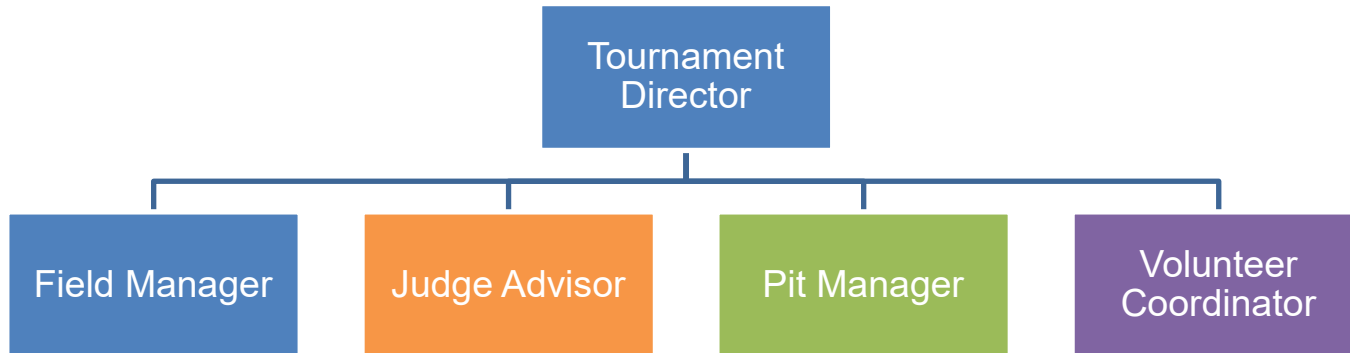 Tournament
Director
Field Manager
Judge Advisor
Pit Manager
Volunteer
Coordinator